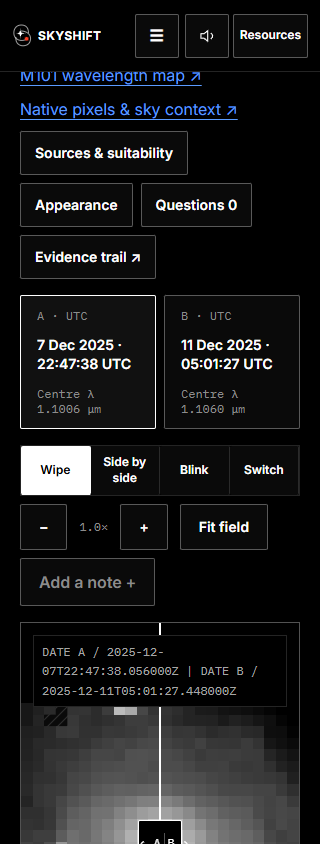 SKYSHIFT
☰
Resources
M101 wavelength map ↗
Native pixels & sky context ↗
Sources & suitability
Appearance
Questions 0
Evidence trail ↗
A · UTC
7 Dec 2025 ·
22:47:38 UTC
Centre λ
1.1006 μm
B · UTC
11 Dec 2025 ·
05:01:27 UTC
Centre λ
1.1060 μm
Wipe
Side by
side
Blink
Switch
−
1.0×
+
Fit field
Add a note +
DATE A / 2025-12-
07T22:47:38.056000Z | DATE B /
2025-12-11T05:01:27.448000Z
A B